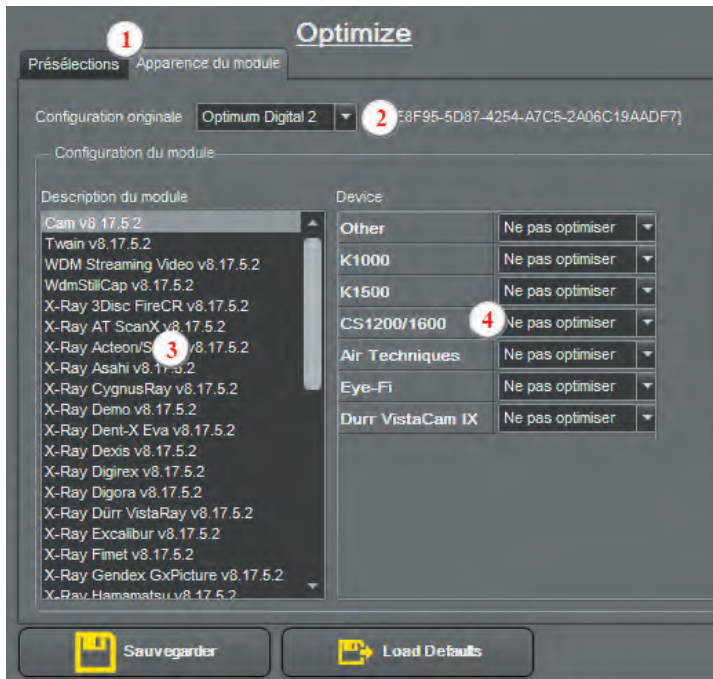 Optimize
1
Présélections
Apparence du module
Configuration originale
Optimum Digital 2
2
E8F95-5D87-4254-A7C5-2A06C19AADF7}
Configuration du module
Description du module
Cam v8.17.5.2
Twain v8.17.5.2
WDM Streaming Video v8.17.5.2
WdmStillCap v8.17.5.2
X-Ray 3Disc FireCR v8.17.5.2
X-Ray AT ScanX v8.17.5.2
X-Ray Acteon/S v8.17.5.2
3
X-Ray Asahi v8.17.5.2
X-Ray CygnusRay v8.17.5.2
X-Ray Demo v8.17.5.2
X-Ray Dent-X Eva v8.17.5.2
X-Ray Dexis v8.17.5.2
X-Ray Digirex v8.17.5.2
X-Ray Digora v8.17.5.2
X-Ray Dürr VistaRay v8.17.5.2
X-Ray Excalibur v8.17.5.2
X-Ray Fimet v8.17.5.2
X-Ray Gendex GxPicture v8.17.5.2
X-Ray Hamamatsu v8.17.5.2
Device
Other Ne pas optimiser
K1000 Ne pas optimiser
K1500 Ne pas optimiser
CS1200/1600 4 Ne pas optimiser
Air Techniques Ne pas optimiser
Eye-Fi Ne pas optimiser
Durr VistaCam IX Ne pas optimiser
Sauvegarder
Load Defaults